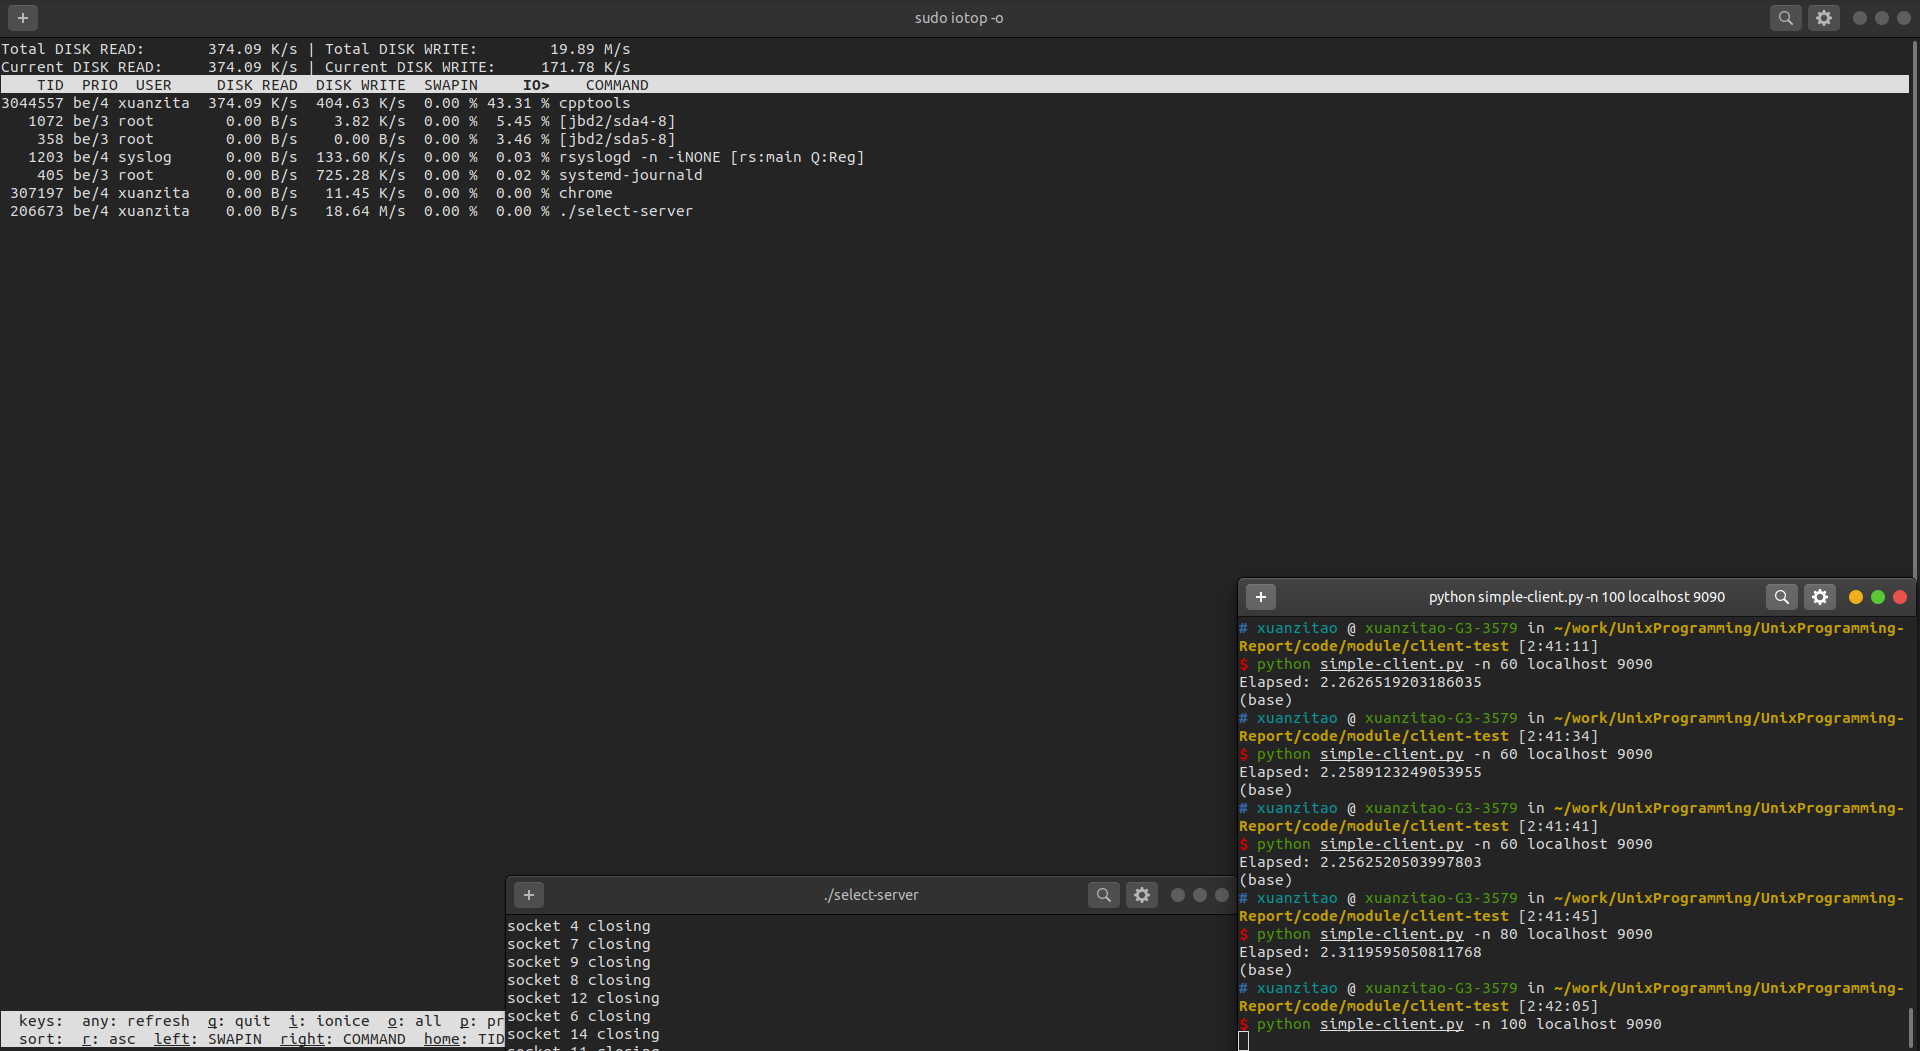 sudo iotop -o
Total DISK READ:       374.09 K/s | Total DISK WRITE:        19.89 M/s
Current DISK READ:     374.09 K/s | Current DISK WRITE:     171.78 K/s
    TID  PRIO  USER     DISK READ  DISK WRITE  SWAPIN     IO>    COMMAND
3044557 be/4 xuanzita  374.09 K/s  404.63 K/s  0.00 % 43.31 % cpptools
   1072 be/3 root        0.00 B/s    3.82 K/s  0.00 %  5.45 % [jbd2/sda4-8]
    358 be/3 root        0.00 B/s    0.00 B/s  0.00 %  3.46 % [jbd2/sda5-8]
   1203 be/4 syslog      0.00 B/s  133.60 K/s  0.00 %  0.03 % rsyslogd -n -iNONE [rs:main Q:Reg]
    405 be/3 root        0.00 B/s  725.28 K/s  0.00 %  0.02 % systemd-journald
 307197 be/4 xuanzita    0.00 B/s   11.45 K/s  0.00 %  0.00 % chrome
 206673 be/4 xuanzita    0.00 B/s   18.64 M/s  0.00 %  0.00 % ./select-server
  keys:  any: refresh  q: quit  i: ionice  o: all  p: pr
  sort:  r: asc  left: SWAPIN  right: COMMAND  home: TID
./select-server
socket 4 closing
socket 7 closing
socket 9 closing
socket 8 closing
socket 12 closing
socket 6 closing
socket 14 closing
socket 11 closing
python simple-client.py -n 100 localhost 9090
# xuanzitao @ xuanzitao-G3-3579 in ~/work/UnixProgramming/UnixProgramming-
Report/code/module/client-test [2:41:11]
$ python simple-client.py -n 60 localhost 9090
Elapsed: 2.2626519203186035
(base)
# xuanzitao @ xuanzitao-G3-3579 in ~/work/UnixProgramming/UnixProgramming-
Report/code/module/client-test [2:41:34]
$ python simple-client.py -n 60 localhost 9090
Elapsed: 2.2589123249053955
(base)
# xuanzitao @ xuanzitao-G3-3579 in ~/work/UnixProgramming/UnixProgramming-
Report/code/module/client-test [2:41:41]
$ python simple-client.py -n 60 localhost 9090
Elapsed: 2.2562520503997803
(base)
# xuanzitao @ xuanzitao-G3-3579 in ~/work/UnixProgramming/UnixProgramming-
Report/code/module/client-test [2:41:45]
$ python simple-client.py -n 80 localhost 9090
Elapsed: 2.3119595050811768
(base)
# xuanzitao @ xuanzitao-G3-3579 in ~/work/UnixProgramming/UnixProgramming-
Report/code/module/client-test [2:42:05]
$ python simple-client.py -n 100 localhost 9090